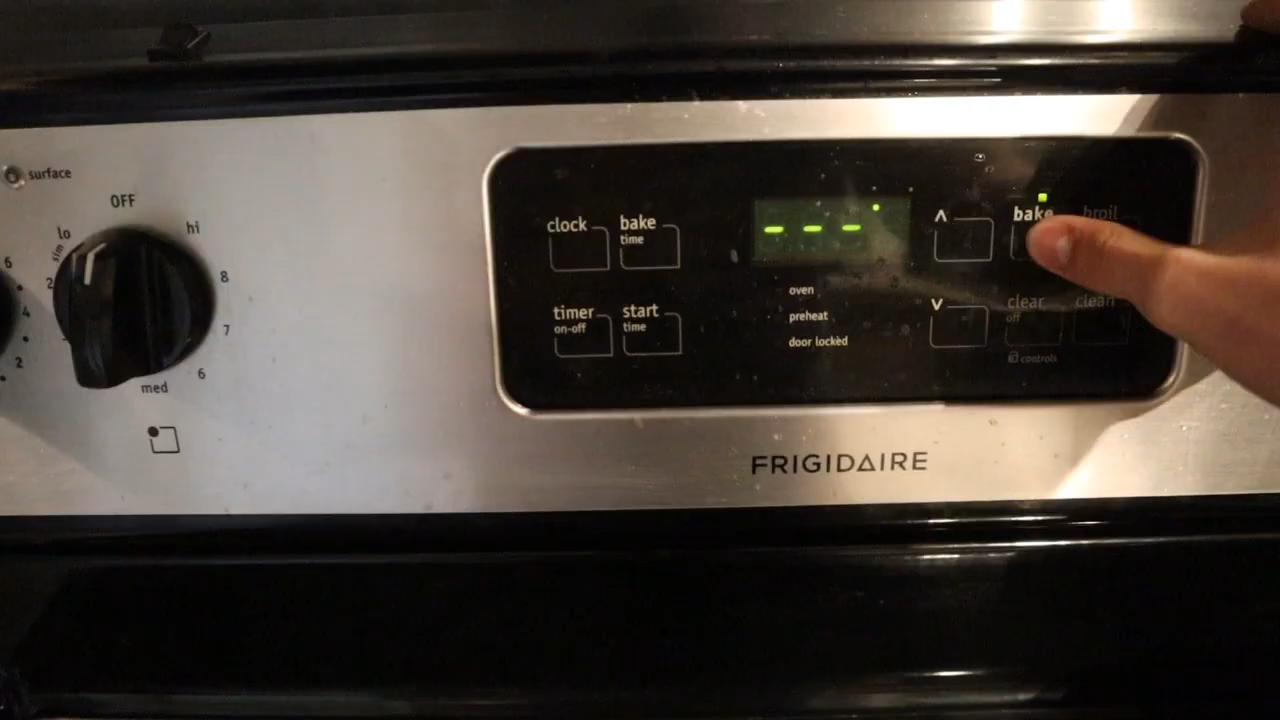 surface
OFF
lo
sim
hi
2
8
7
6
med
6
4
2
clock
bake
time
timer
on-off
start
time
- - -
oven
preheat
door locked
ʌ
v
bake
broil
clear
off
clean
controls
FRIGIDAIRE